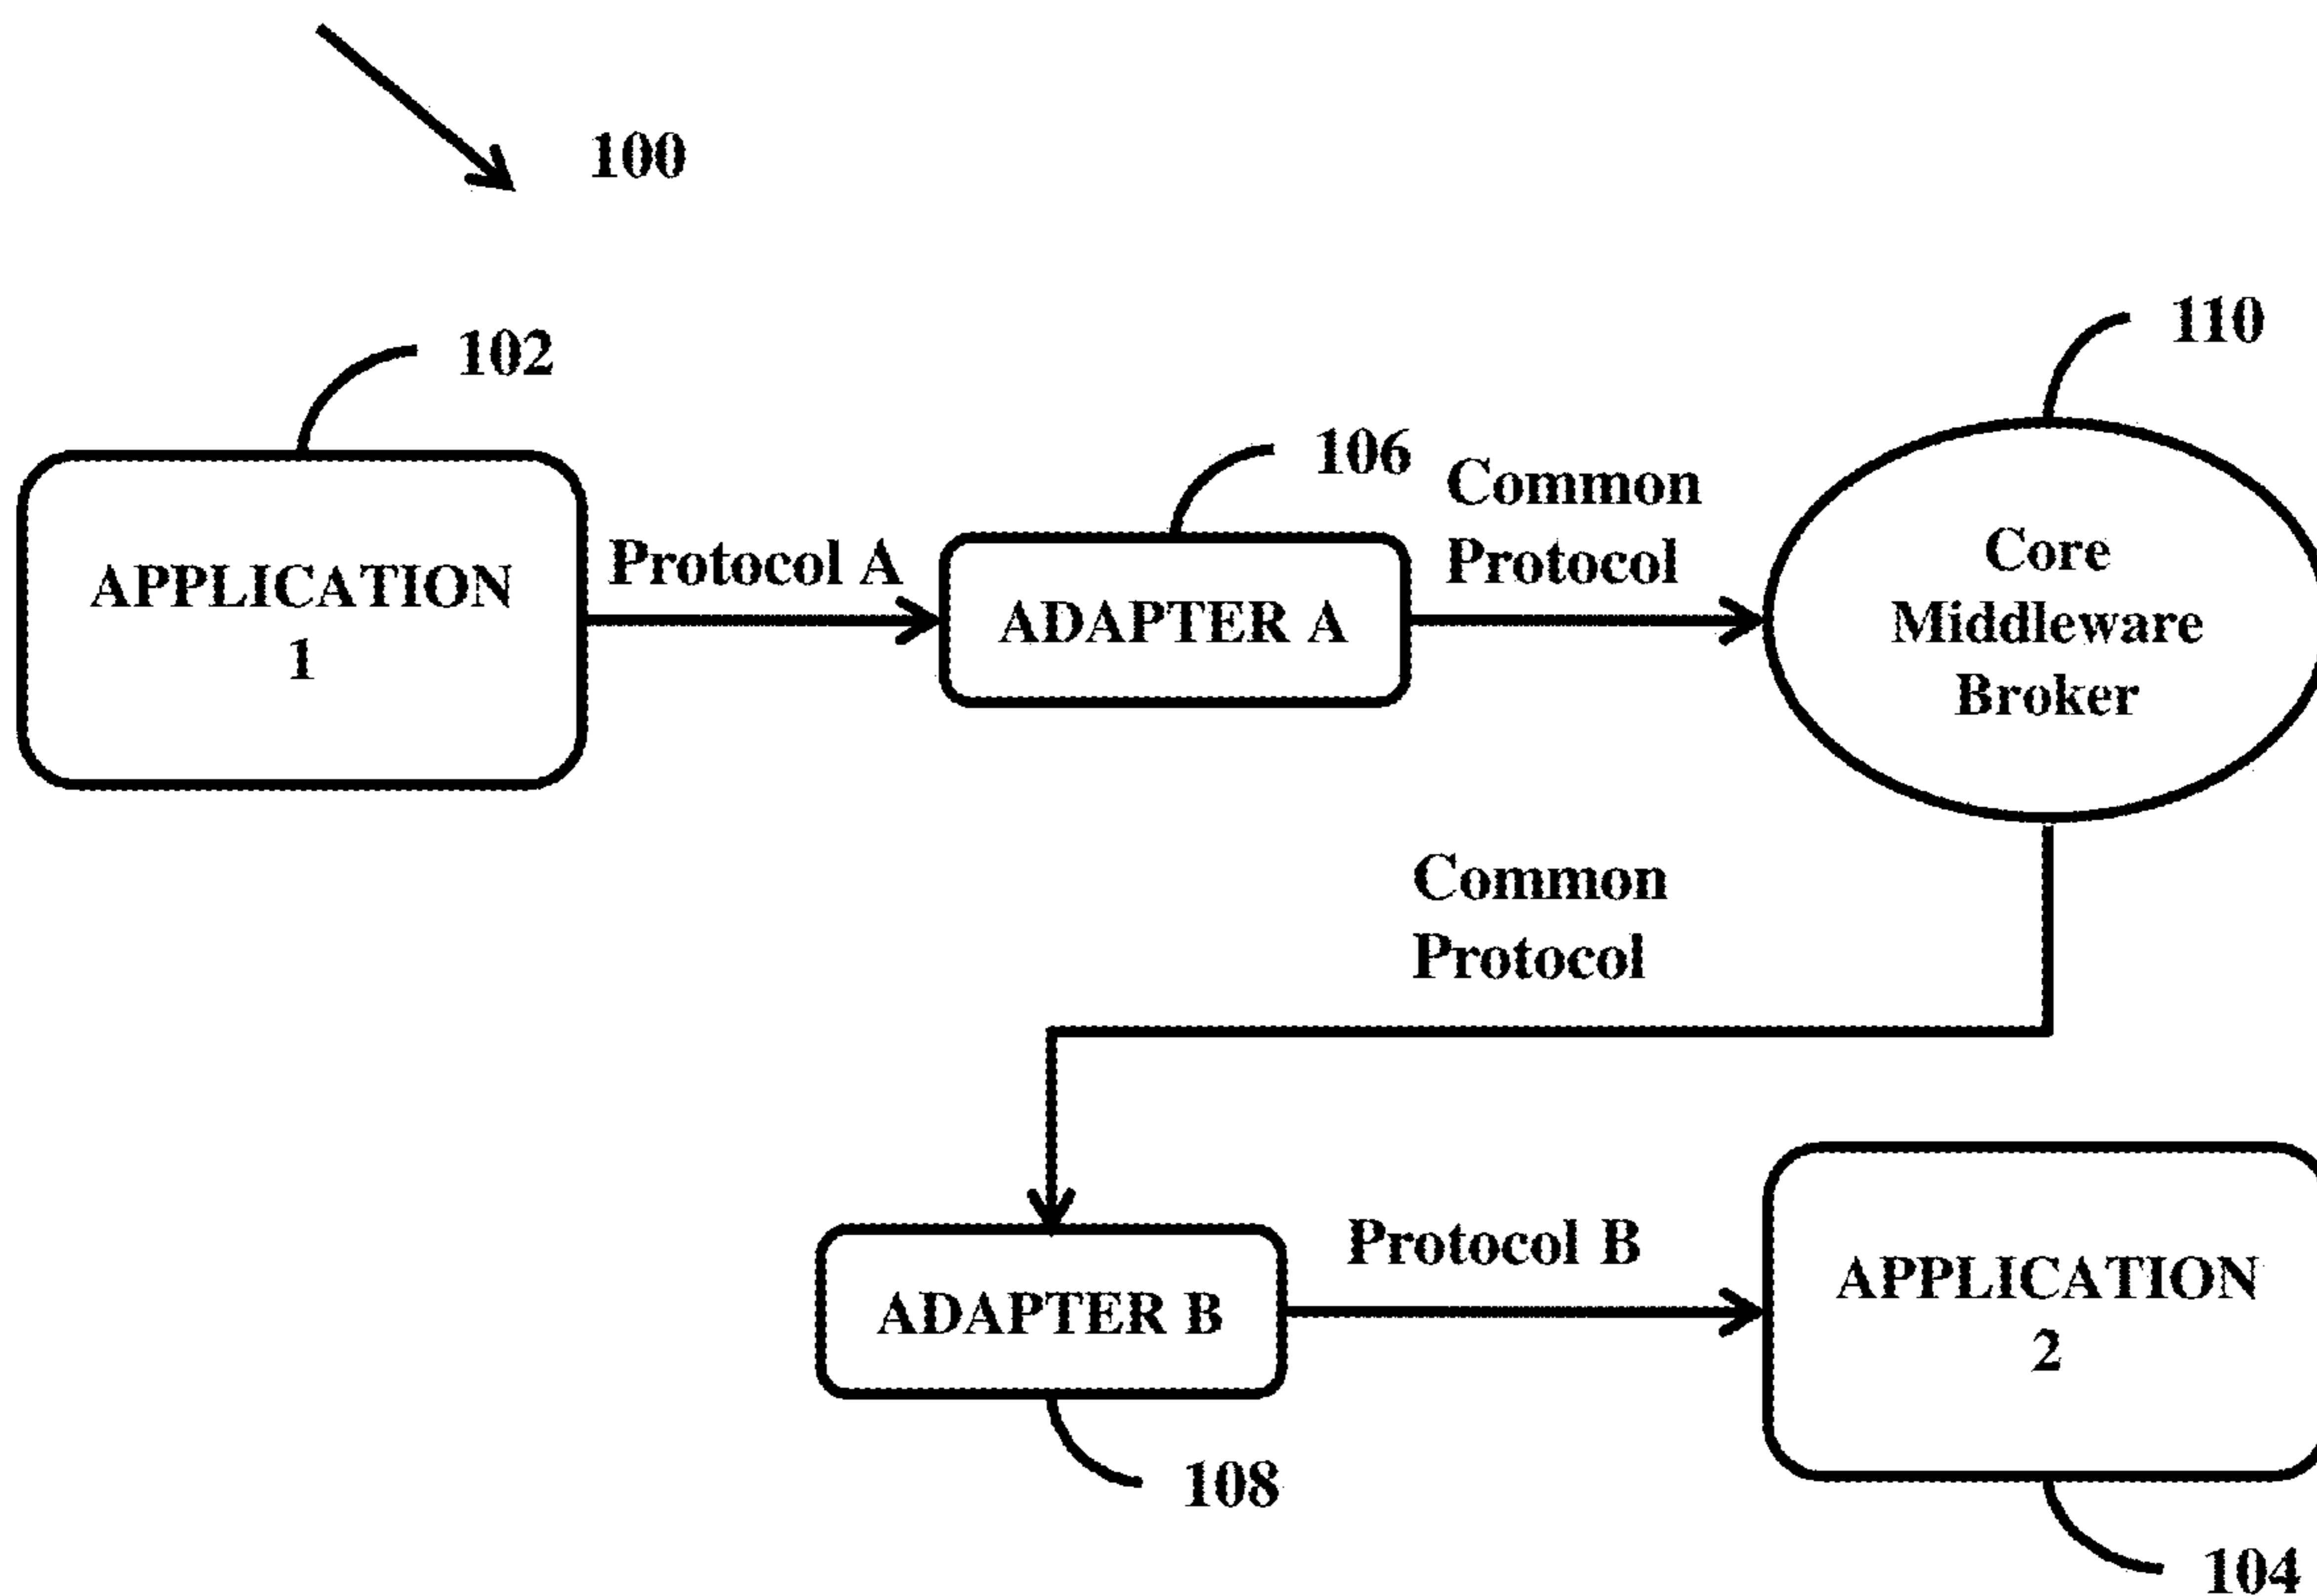 100
110
102
106
Common
Protocol
Protocol A
APPLICATION
1
ADAPTER A
Core
Middleware
Broker
Common
Protocol
Protocol B
ADAPTER B
APPLICATION
2
108
104